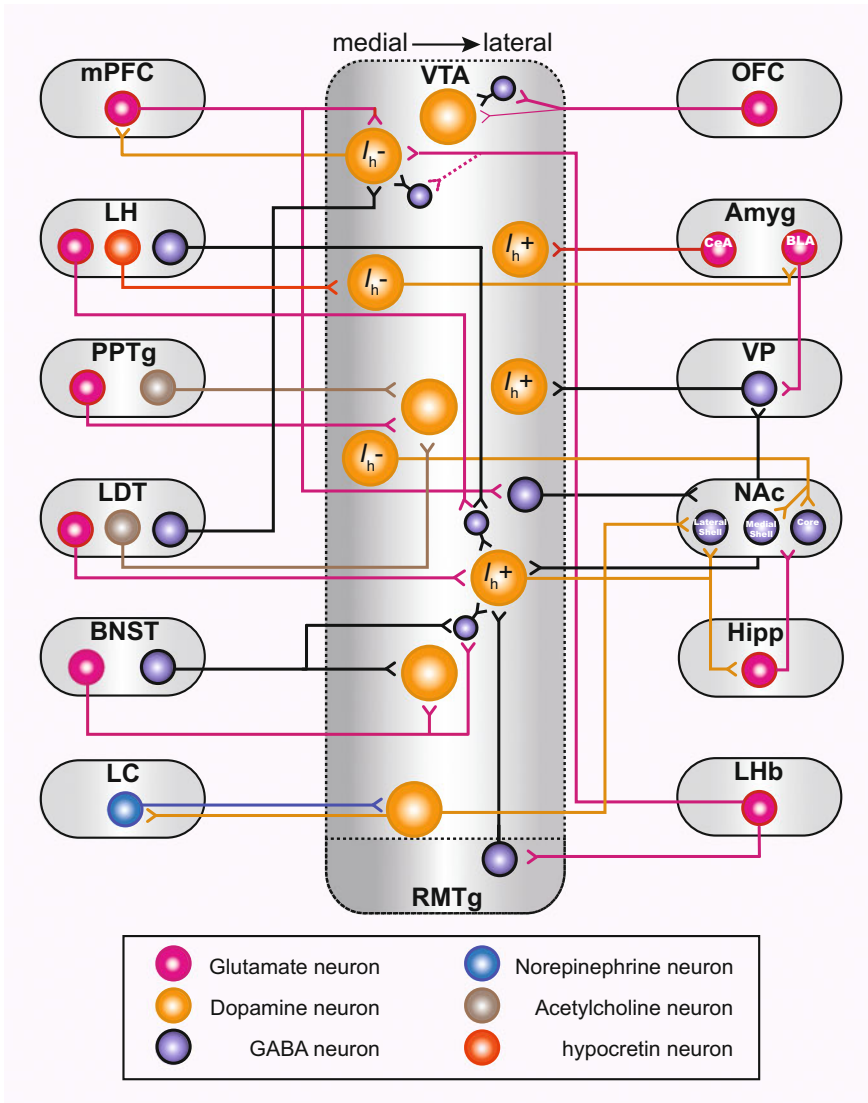 medial → lateral
mPFC
VTA
OFC
Ih-
LH
Amyg
CeA
BLA
Ih+
Ih-
PPTg
VP
Ih+
Ih-
LDT
NAc
Lateral Shell
Medial Shell
Core
Ih+
BNST
Hipp
LC
LHb
RMTg
Glutamate neuron
Norepinephrine neuron
Dopamine neuron
Acetylcholine neuron
GABA neuron
hypocretin neuron